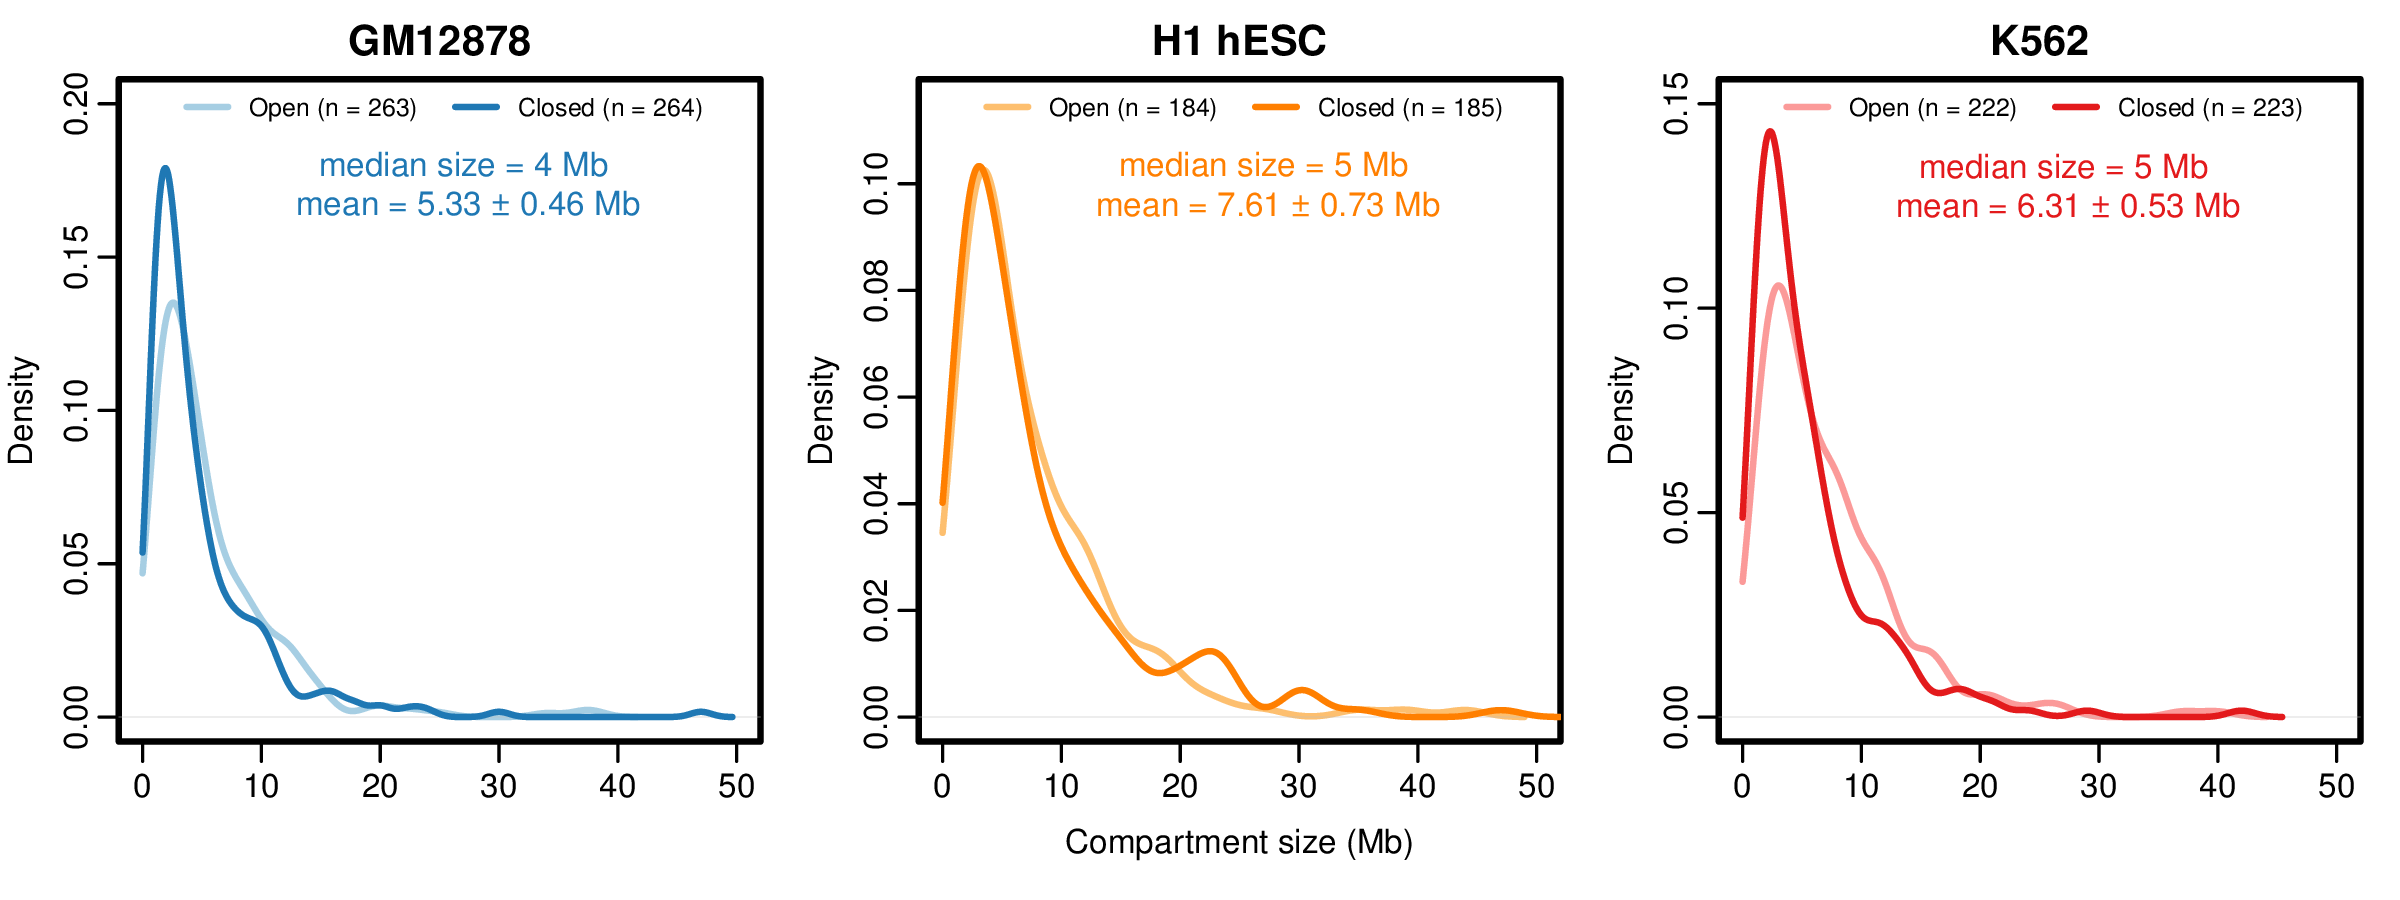 GM12878
Open (n = 263) Closed (n = 264)
median size = 4 Mb
mean = 5.33 ± 0.46 Mb
Density
0.00 0.05 0.10 0.15 0.20
0 10 20 30 40 50
H1 hESC
Open (n = 184) Closed (n = 185)
median size = 5 Mb
mean = 7.61 ± 0.73 Mb
Density
0.00 0.02 0.04 0.06 0.08 0.10
0 10 20 30 40 50
K562
Open (n = 222) Closed (n = 223)
median size = 5 Mb
mean = 6.31 ± 0.53 Mb
Density
0.00 0.05 0.10 0.15
0 10 20 30 40 50
Compartment size (Mb)